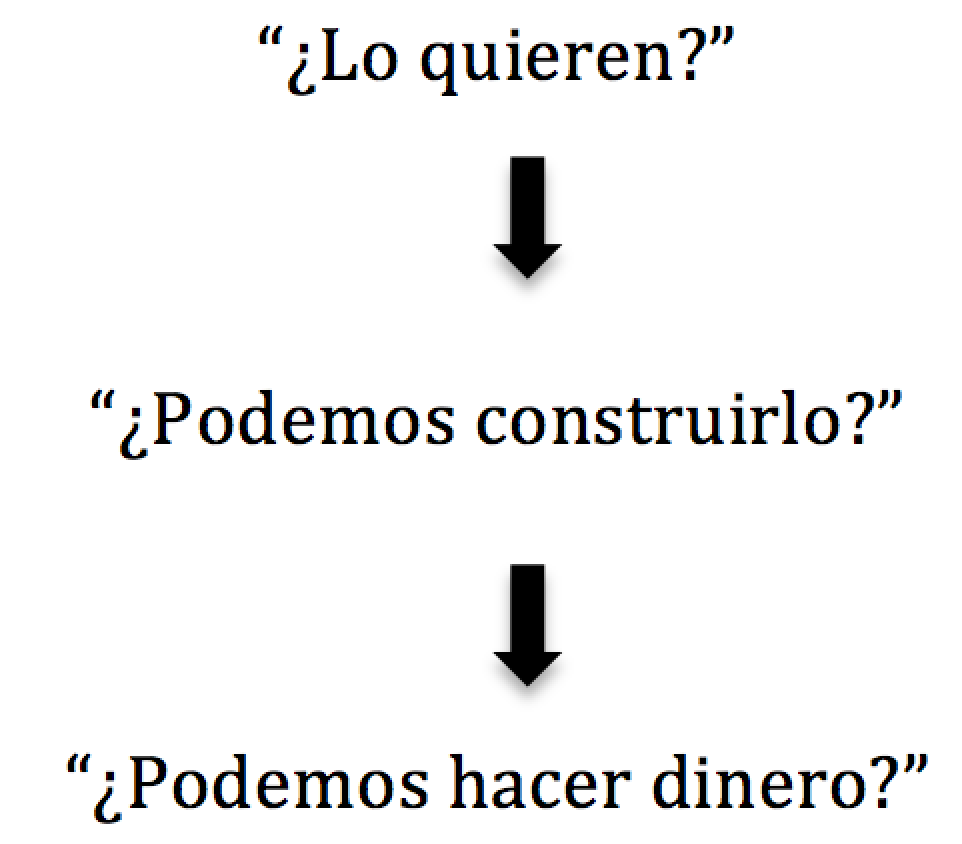 “¿Lo quieren?”
“¿Podemos construirlo?”
“¿Podemos hacer dinero?”